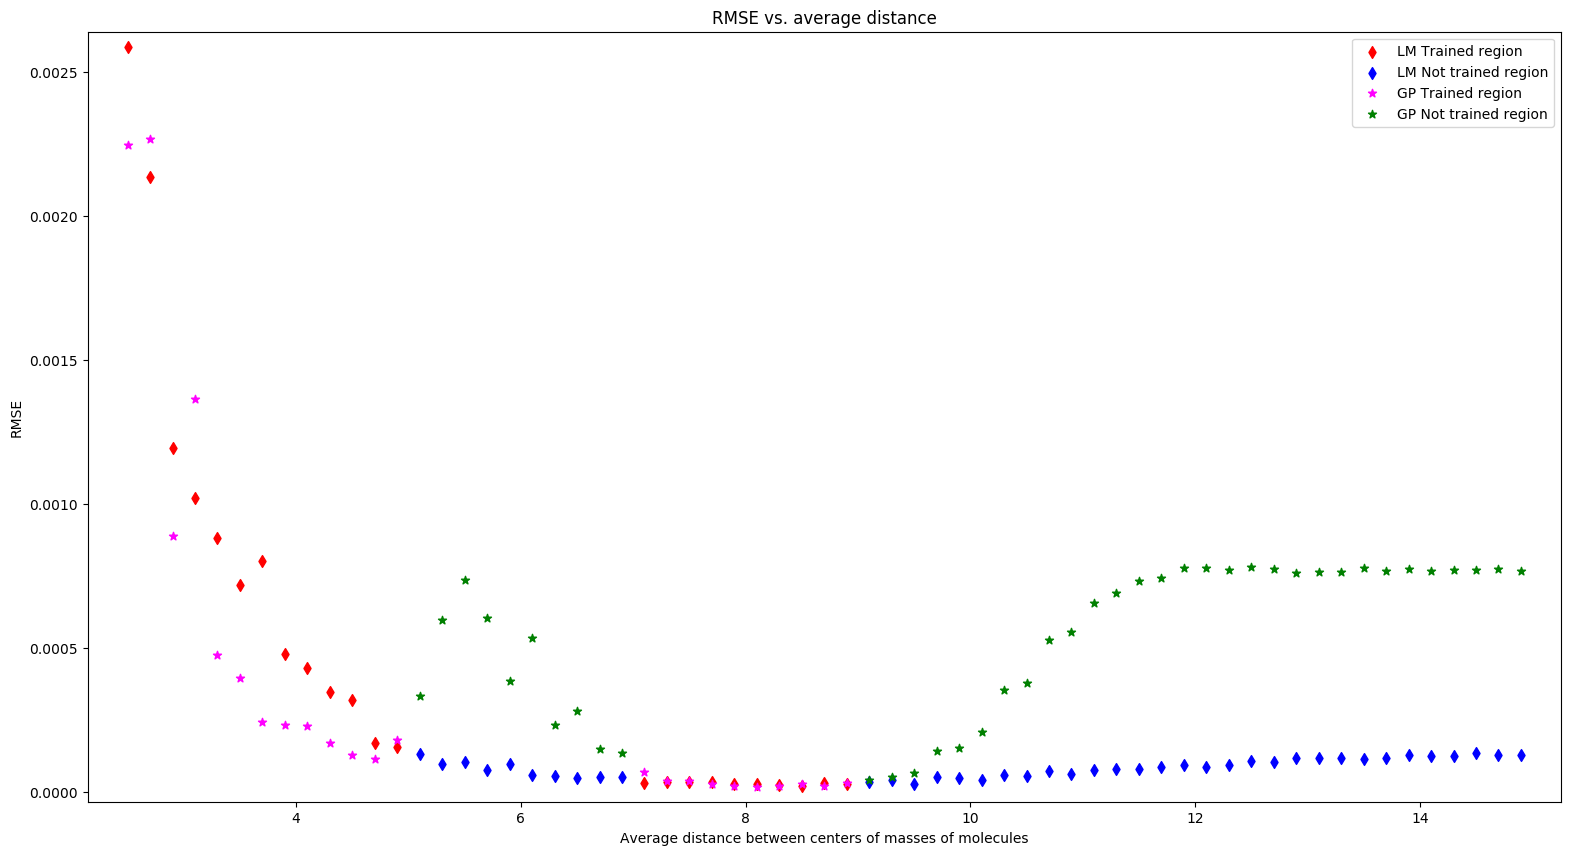 RMSE vs. average distance
LM Trained region
LM Not trained region
GP Trained region
GP Not trained region
0.0025
0.0020
0.0015
0.0010
0.0005
0.0000
RMSE
4
6
8
10
12
14
Average distance between centers of masses of molecules